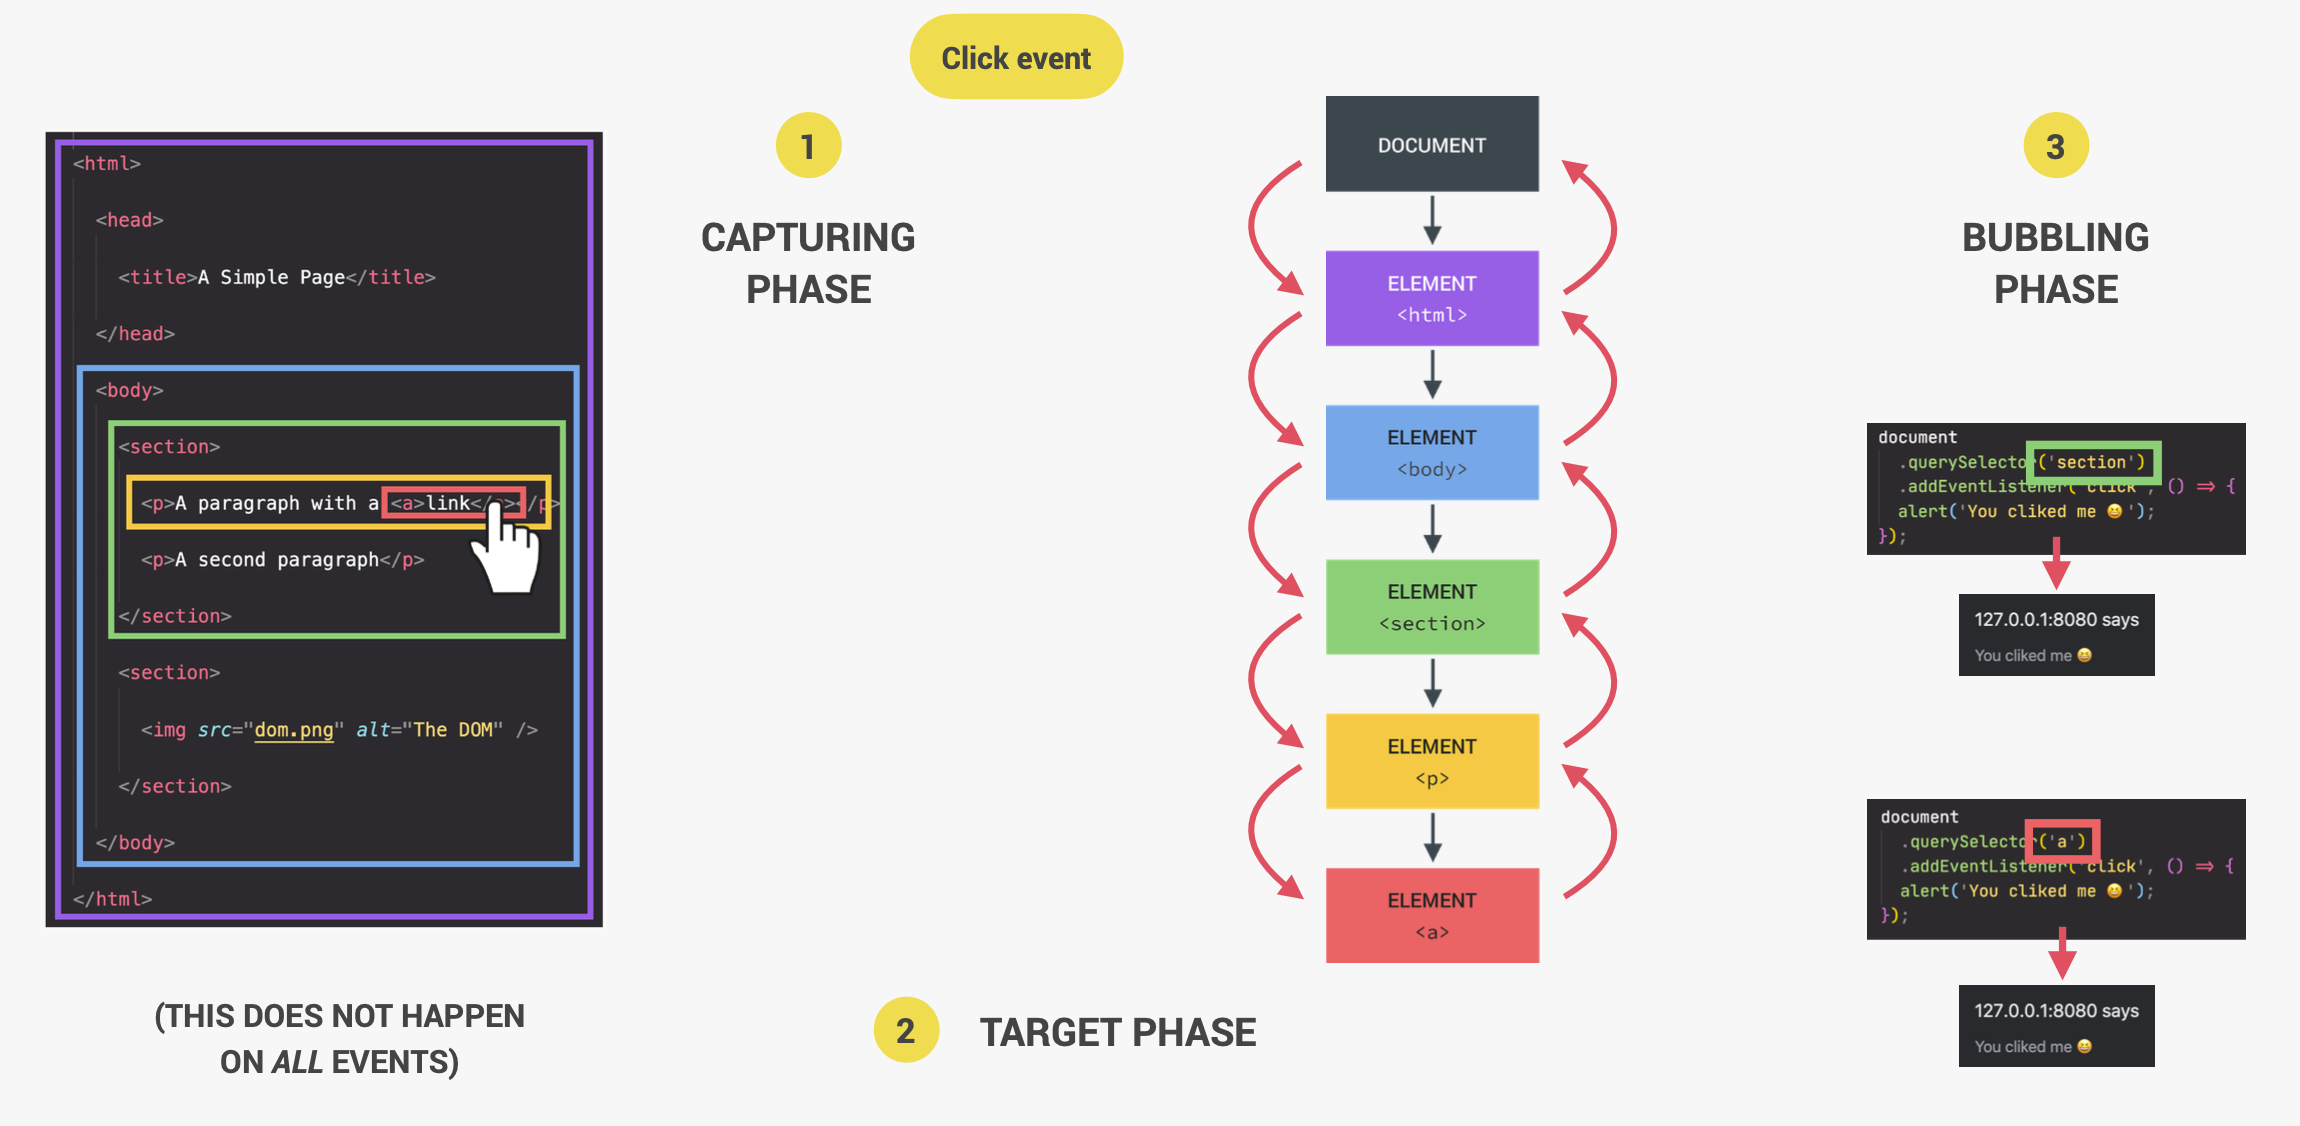 Click event
<html>
<head>
<title>A Simple Page</title>
</head>
<body>
<section>
<p>A paragraph with a <a>link</a></p>
<p>A second paragraph</p>
</section>
<section>
<img src="dom.png" alt="The DOM" />
</section>
</body>
</html>
(THIS DOES NOT HAPPEN
ON ALL EVENTS)
1
CAPTURING
PHASE
2
TARGET PHASE
DOCUMENT
ELEMENT
<html>
ELEMENT
<body>
ELEMENT
<section>
ELEMENT
<p>
ELEMENT
<a>
3
BUBBLING
PHASE
document
.querySelector('section')
.addEventListener('click', () => {
alert('You cliked me 😆');
});
127.0.0.1:8080 says
You cliked me 😆
document
.querySelector('a')
.addEventListener('click', () => {
alert('You cliked me 😆');
});
127.0.0.1:8080 says
You cliked me 😆